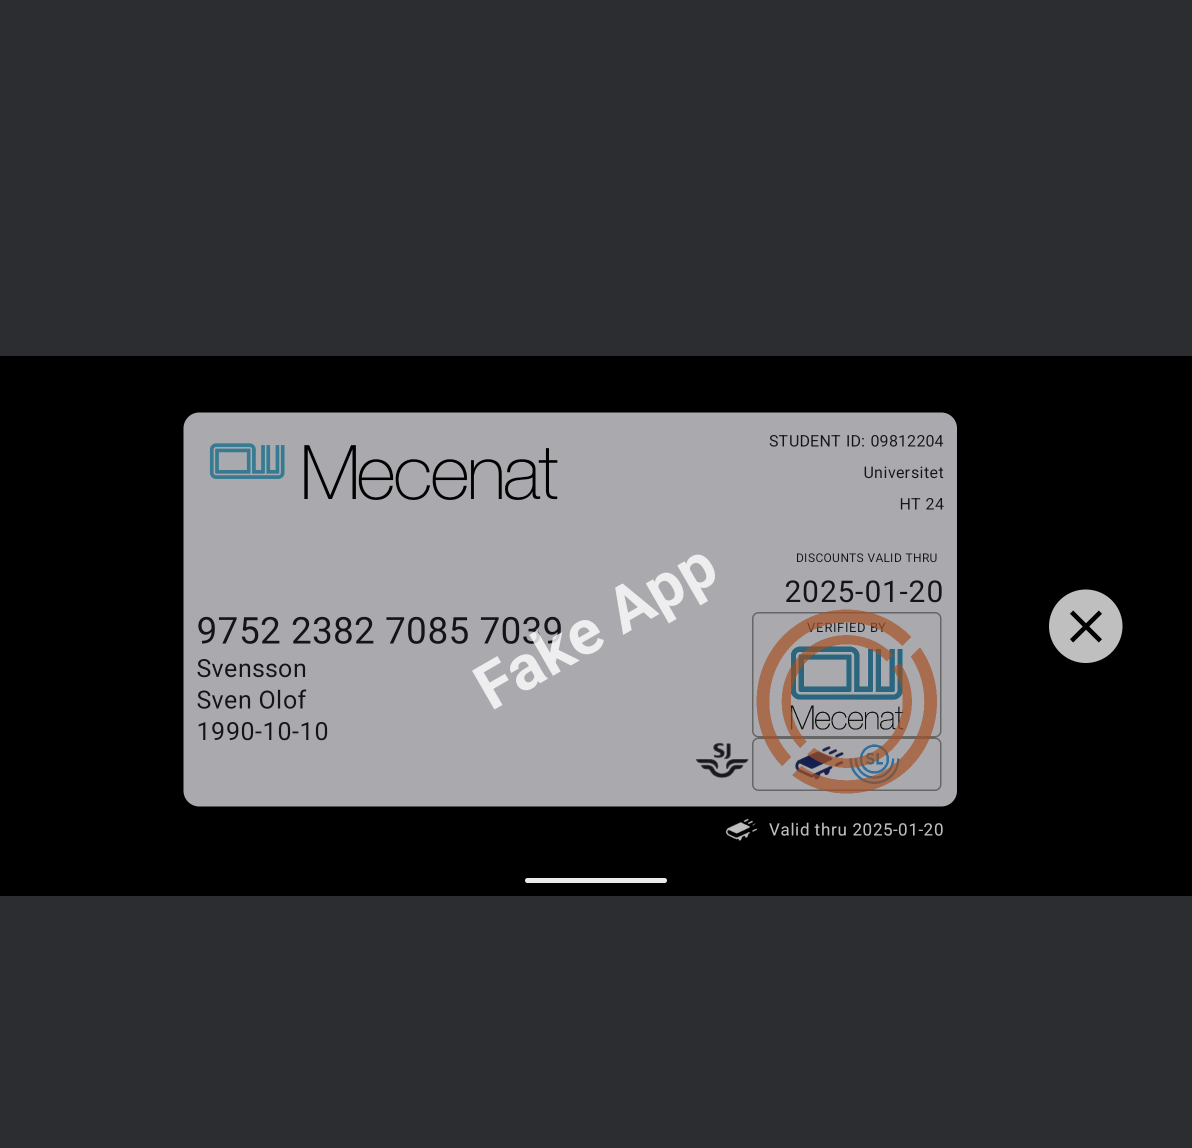 Mecenat
STUDENT ID: 09812204
Universitet
HT 24
DISCOUNTS VALID THRU
2025-01-20
9752 2382 7085 7039
Svensson
Sven Olof
1990-10-10
Fake App
VERIFIED BY
Mecenat
SJ
SL
Valid thru 2025-01-20